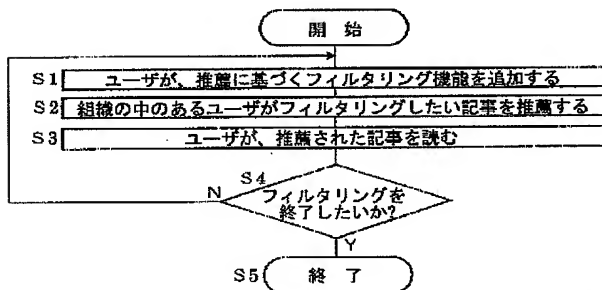 開 始
S1 ユーザが、推薦に基づくフィルタリング機能を追加する
S2 組織の中のあるユーザがフィルタリングしたい記事を推薦する
S3 ユーザが、推薦された記事を読む
S4
N
フィルタリングを
終了したいか?
Y
S5 終 了